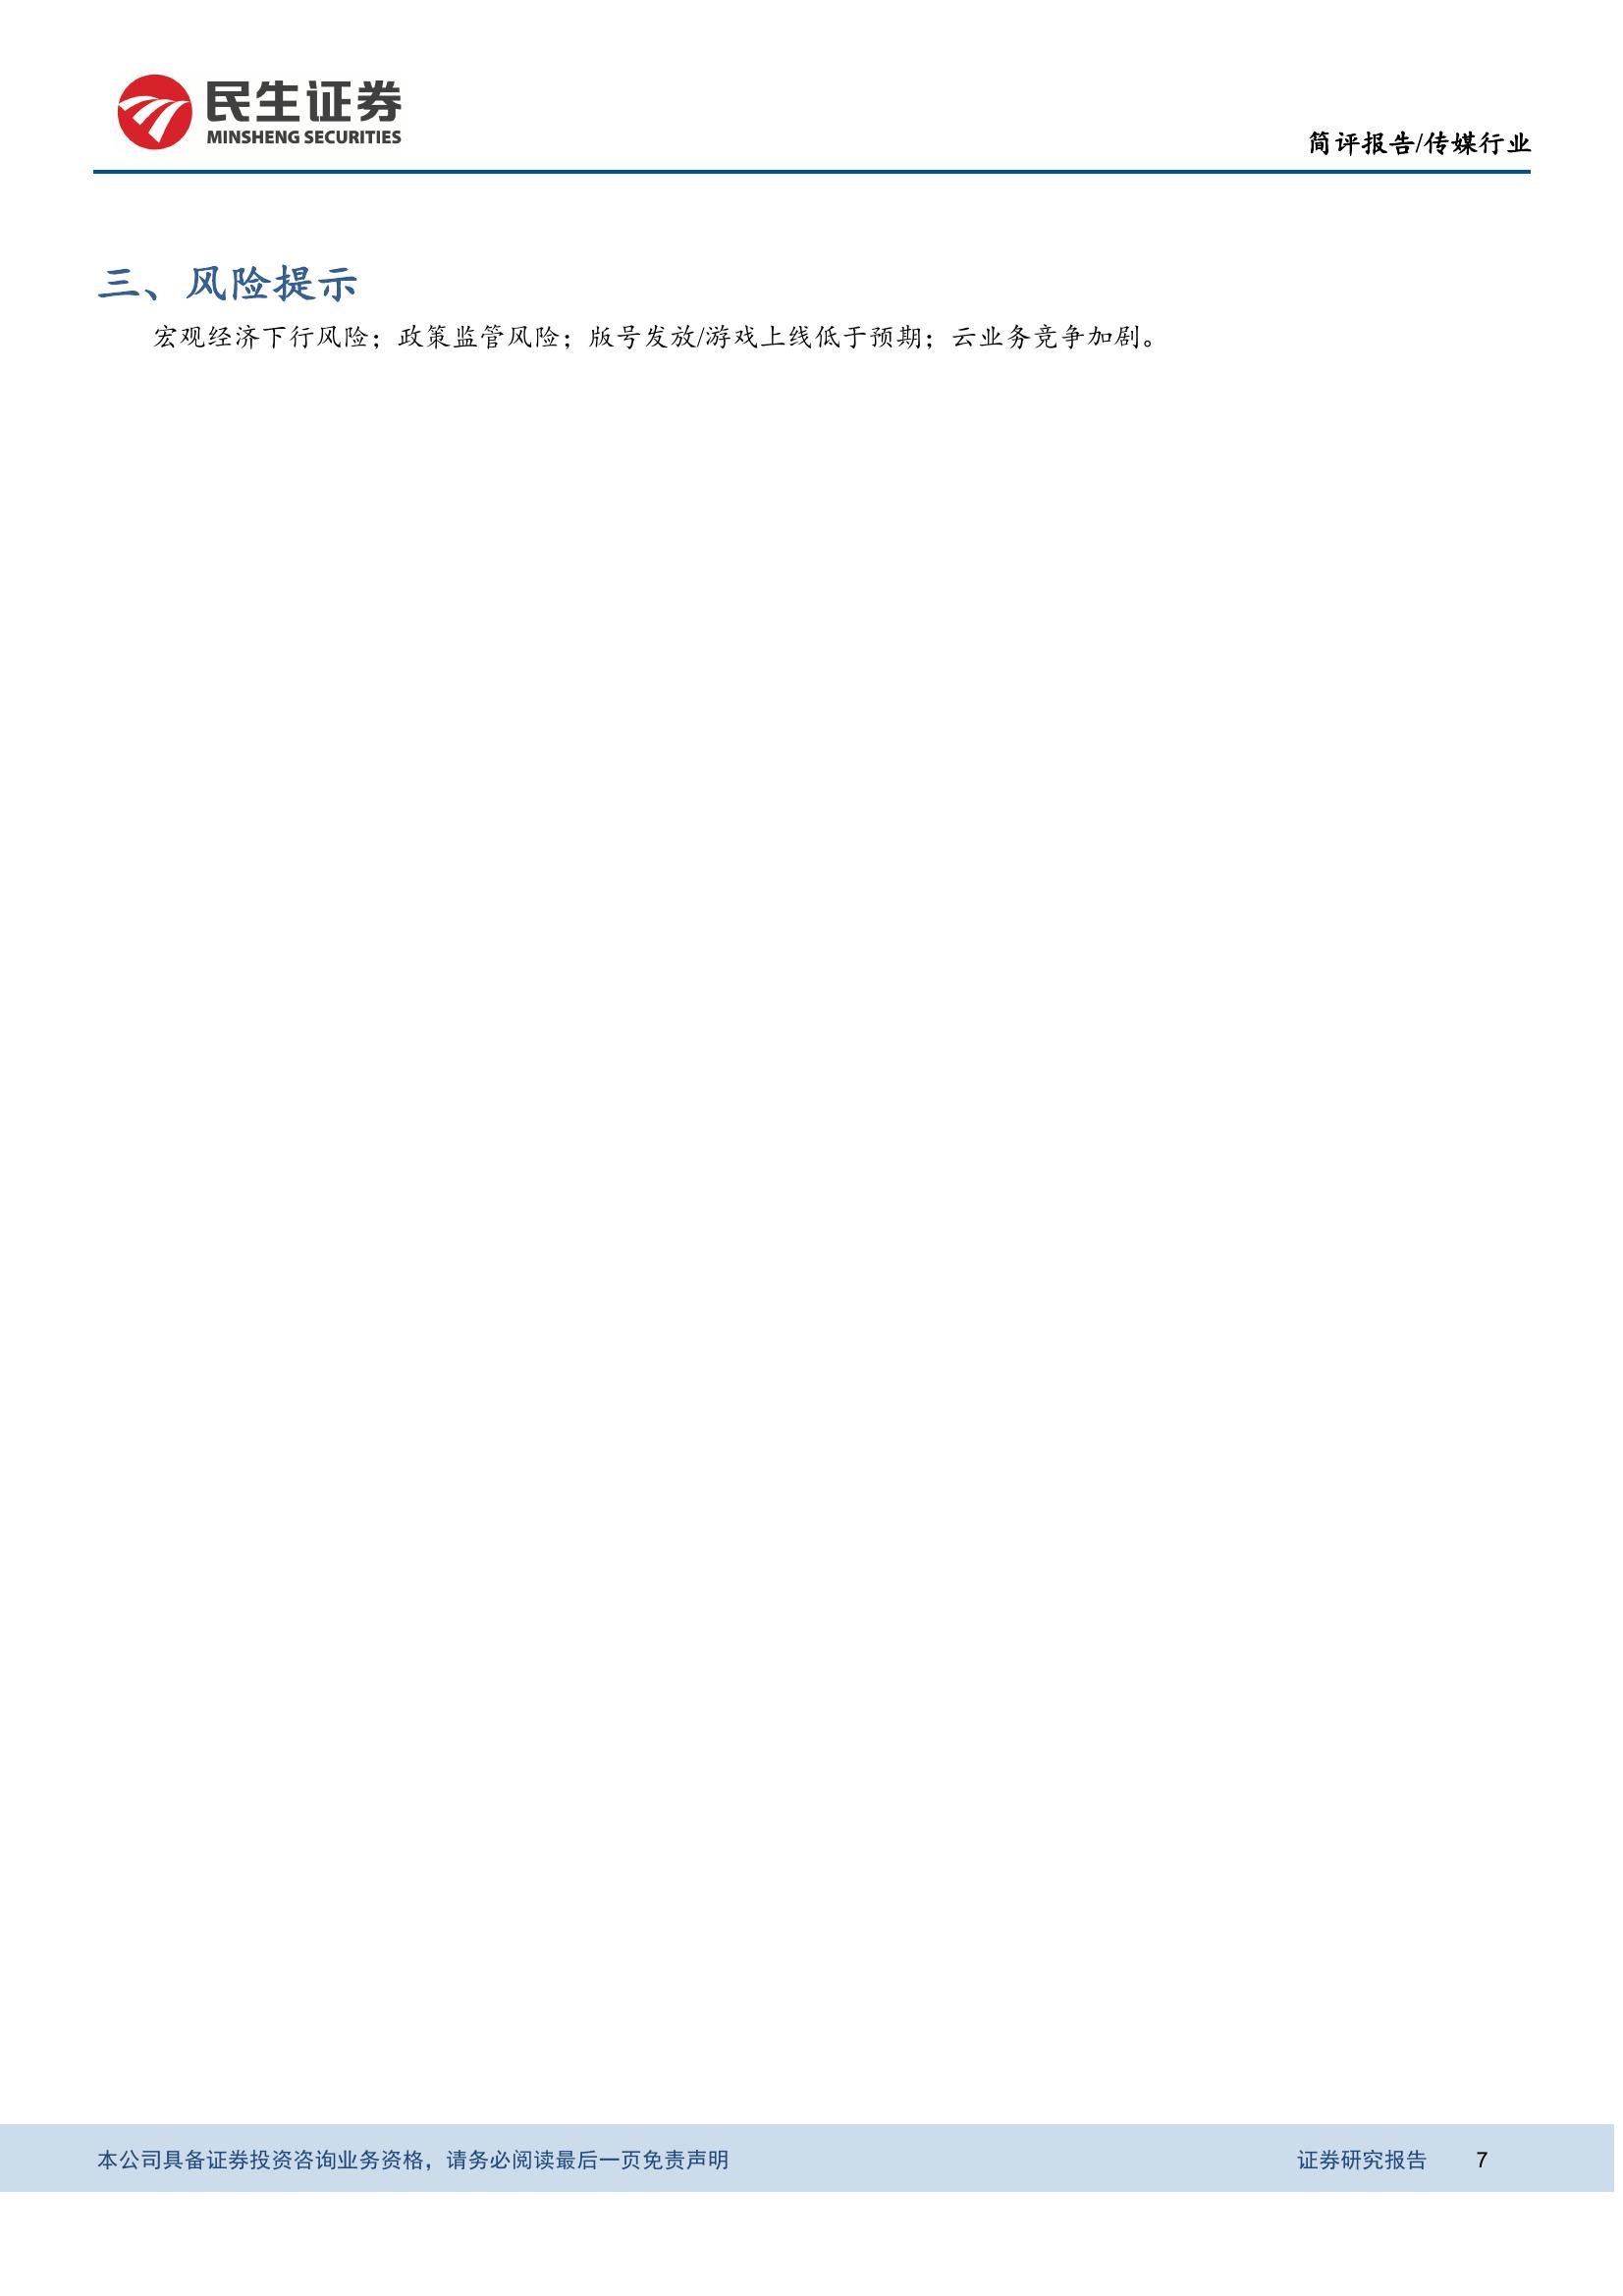 民生证券
MINSHENG SECURITIES
简评报告/传媒行业
三、风险提示
宏观经济下行风险；政策监管风险；版号发放/游戏上线低于预期；云业务竞争加剧。
本公司具备证券投资咨询业务资格，请务必阅读最后一页免责声明 证券研究报告 7